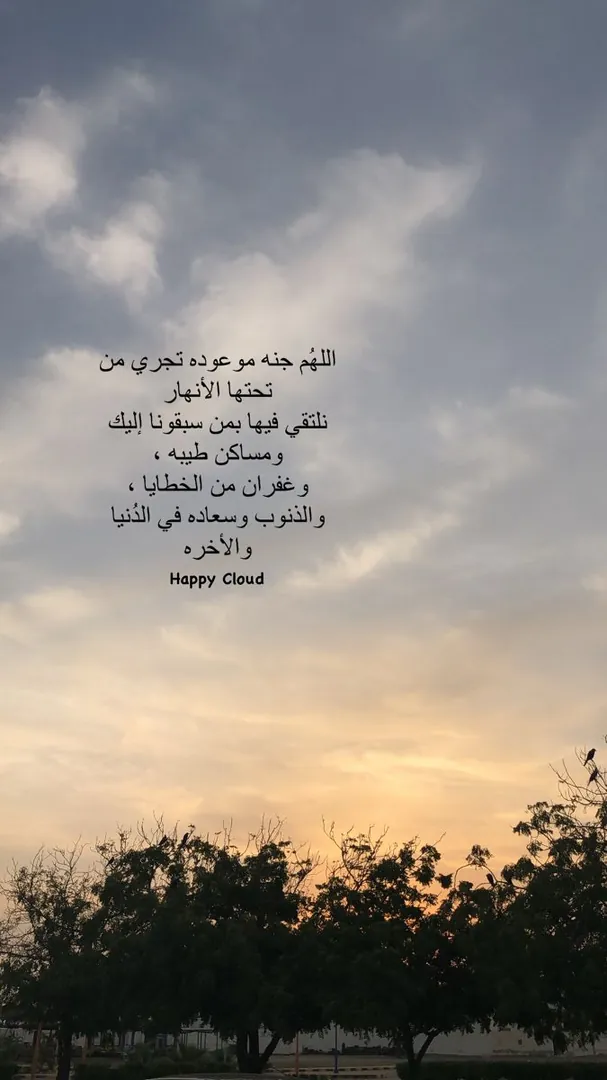 اللهُم جنه موعوده تجري من
تحتها الأنهار
نلتقي فيها بمن سبقونا إليك
ومساكن طيبه ،
وغفران من الخطايا ،
والذنوب وسعاده في الدُنيا
والأخره
Happy Cloud